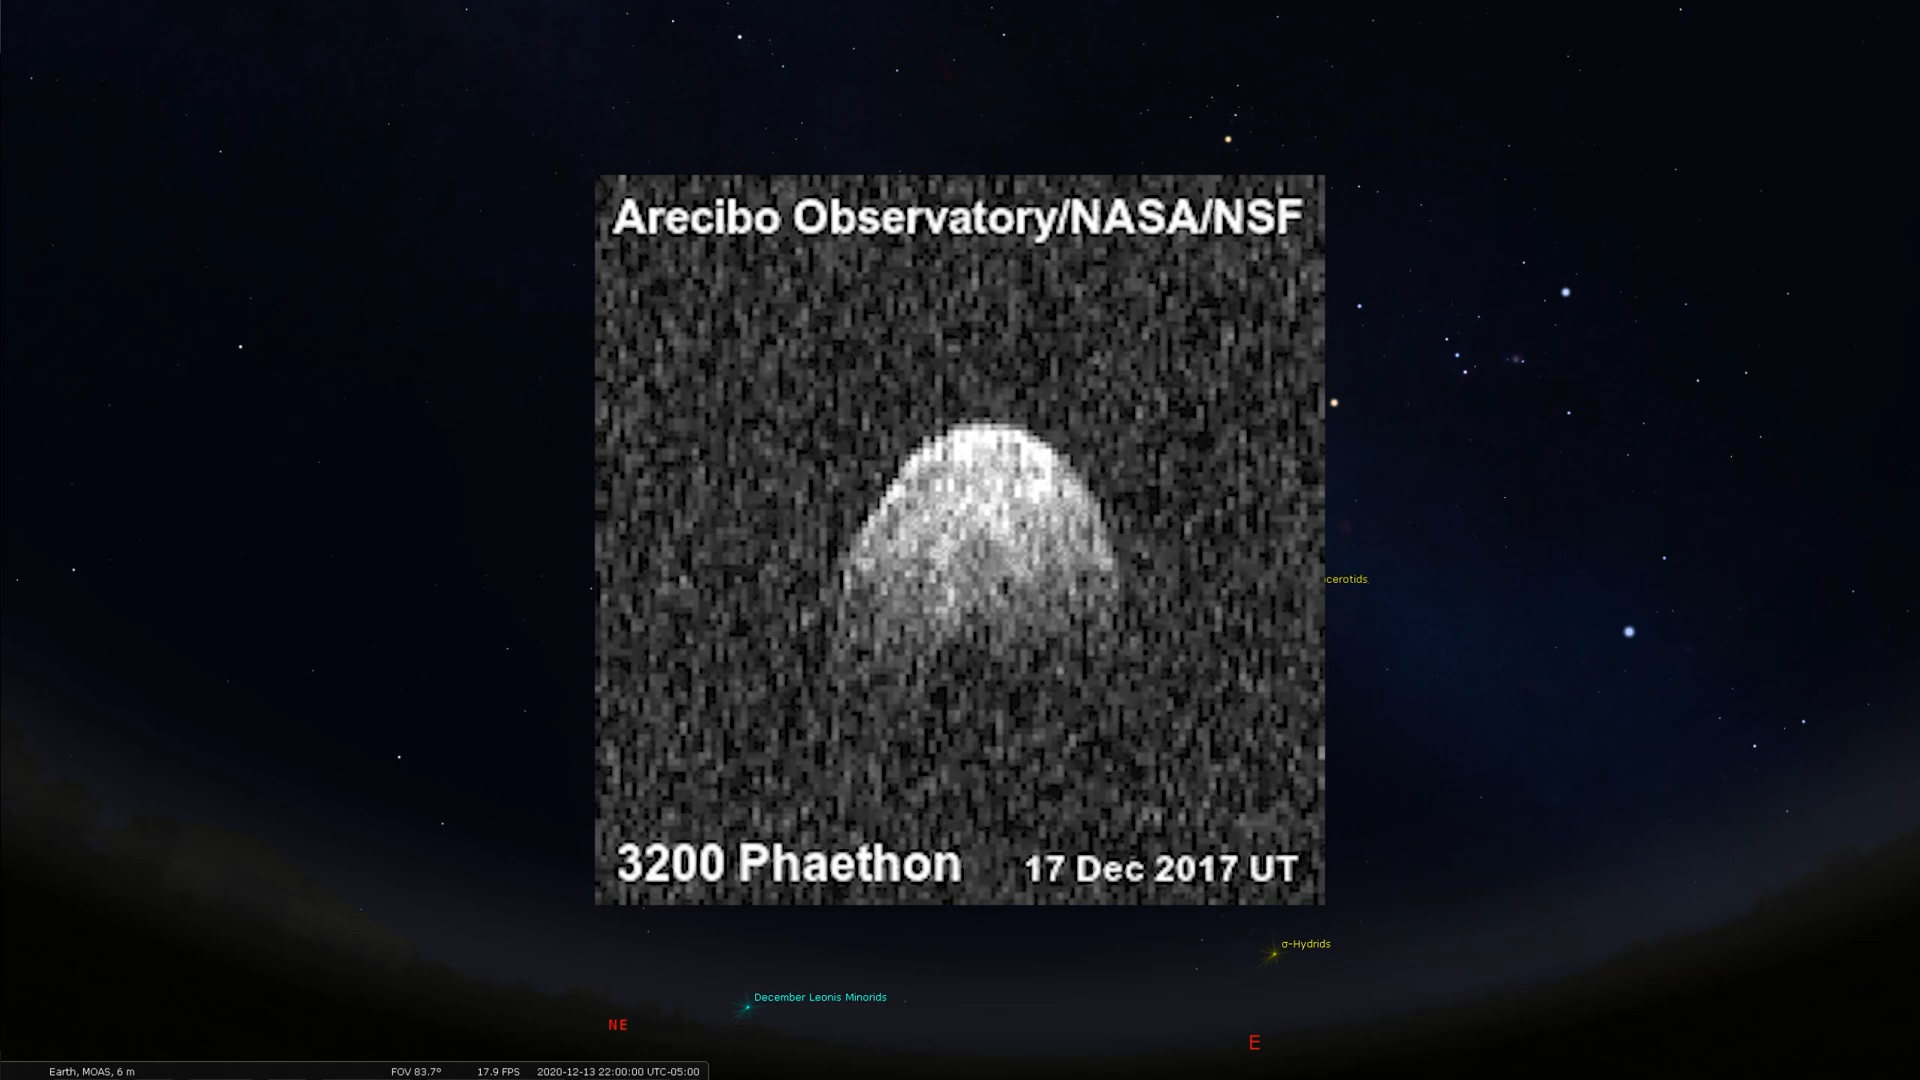 Arecibo Observatory/NASA/NSF
ocerotids
3200 Phaethon 17 Dec 2017 UT
σ-Hydrids
December Leonis Minorids
NE
E
Earth, MOAS, 6 m FOV 83.7° 17.9 FPS 2020-12-13 22:00:00 UTC-05:00